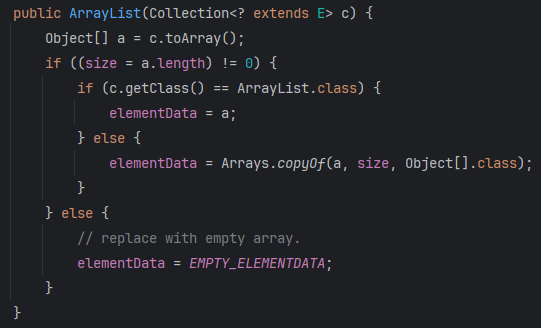 public ArrayList(Collection<? extends E> c) {
    Object[] a = c.toArray();
    if ((size = a.length) != 0) {
        if (c.getClass() == ArrayList.class) {
            elementData = a;
        } else {
            elementData = Arrays.copyOf(a, size, Object[].class);
        }
    } else {
        // replace with empty array.
        elementData = EMPTY_ELEMENTDATA;
    }
}